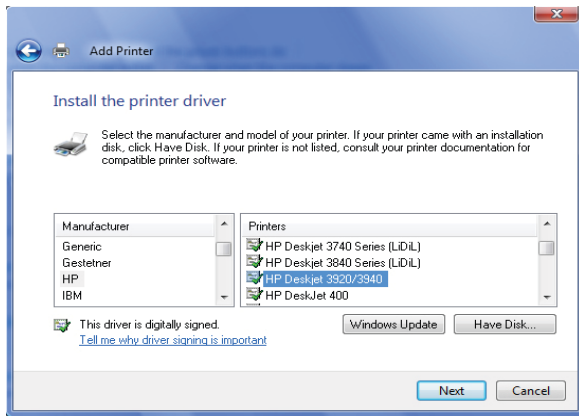 Add Printer
Install the printer driver
Select the manufacturer and model of your printer. If your printer came with an installation
disk, click Have Disk. If your printer is not listed, consult your printer documentation for
compatible printer software.
Manufacturer
Generic
Gestetner
HP
IBM
Printers
HP Deskjet 3740 Series (LiDiL)
HP Deskjet 3840 Series (LiDiL)
HP Deskjet 3920/3940
HP DeskJet 400
This driver is digitally signed.
Tell me why driver signing is important
Windows Update
Have Disk...
Next
Cancel